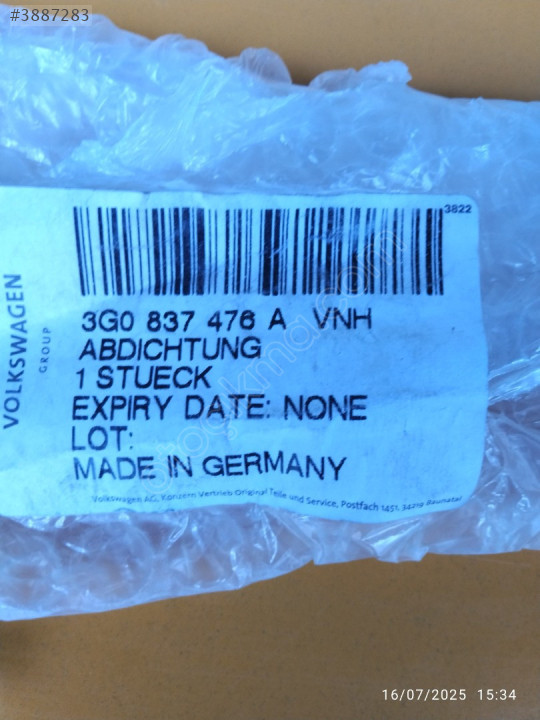 #3887283
3822
VOLKSWAGEN
GROUP
3G0 837 476 A VNH
ABDICHTUNG
1 STUECK
EXPIRY DATE: NONE
LOT:
MADE IN GERMANY
Volkswagen AG, Konzern Vertrieb Original Teile und Service, Postfach 1451, 34219 Baunatal
16/07/2025 15:34